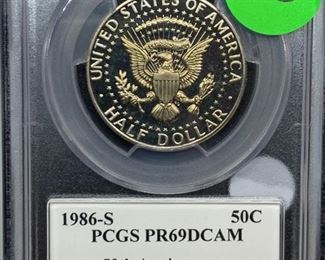 UNITED STATES OF AMERICA
HALF DOLLAR
1986-S 50C
PCGS PR69DCAM